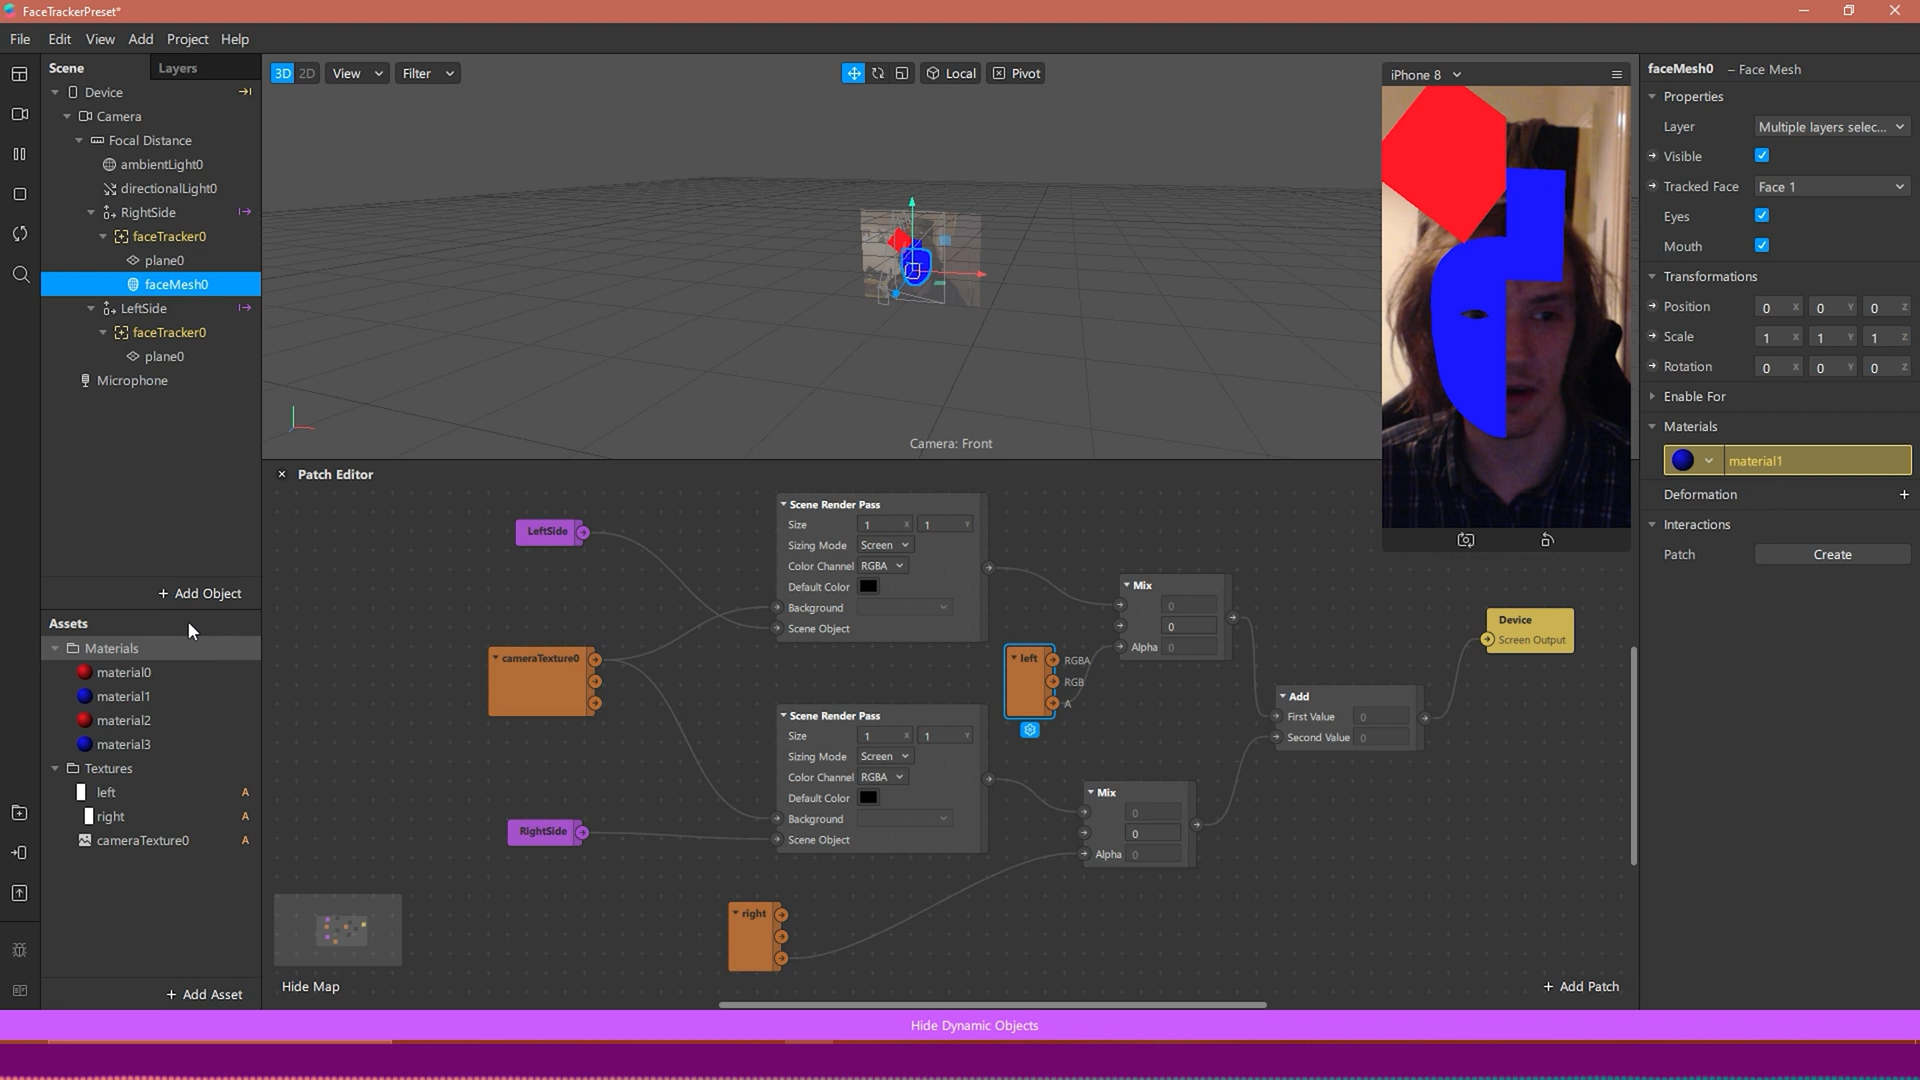 FaceTrackerPreset*
File Edit View Add Project Help
Scene Layers
Device
Camera
Focal Distance
ambientLight0
directionalLight0
RightSide
faceTracker0
plane0
faceMesh0
LeftSide
faceTracker0
plane0
Microphone
+ Add Object
Assets
Materials
material0
material1
material2
material3
Textures
left A
right A
cameraTexture0 A
+ Add Asset
3D 2D View Filter Local Pivot
Camera: Front
iPhone 8
Patch Editor
LeftSide
cameraTexture0
RightSide
Scene Render Pass
Size 1 X 1 Y
Sizing Mode Screen
Color Channel RGBA
Default Color
Background
Scene Object
Scene Render Pass
Size 1 X 1 Y
Sizing Mode Screen
Color Channel RGBA
Default Color
Background
Scene Object
left RGBA
RGB
A
right
Mix
0
0
Alpha 0
Mix
0
0
Alpha 0
Add
First Value 0
Second Value 0
Device
Screen Output
Hide Map
+ Add Patch
Hide Dynamic Objects
faceMesh0 – Face Mesh
Properties
Layer Multiple layers selec...
Visible
Tracked Face Face 1
Eyes
Mouth
Transformations
Position 0 X 0 Y 0 Z
Scale 1 X 1 Y 1 Z
Rotation 0 X 0 Y 0 Z
Enable For
Materials
material1
Deformation +
Interactions
Patch Create